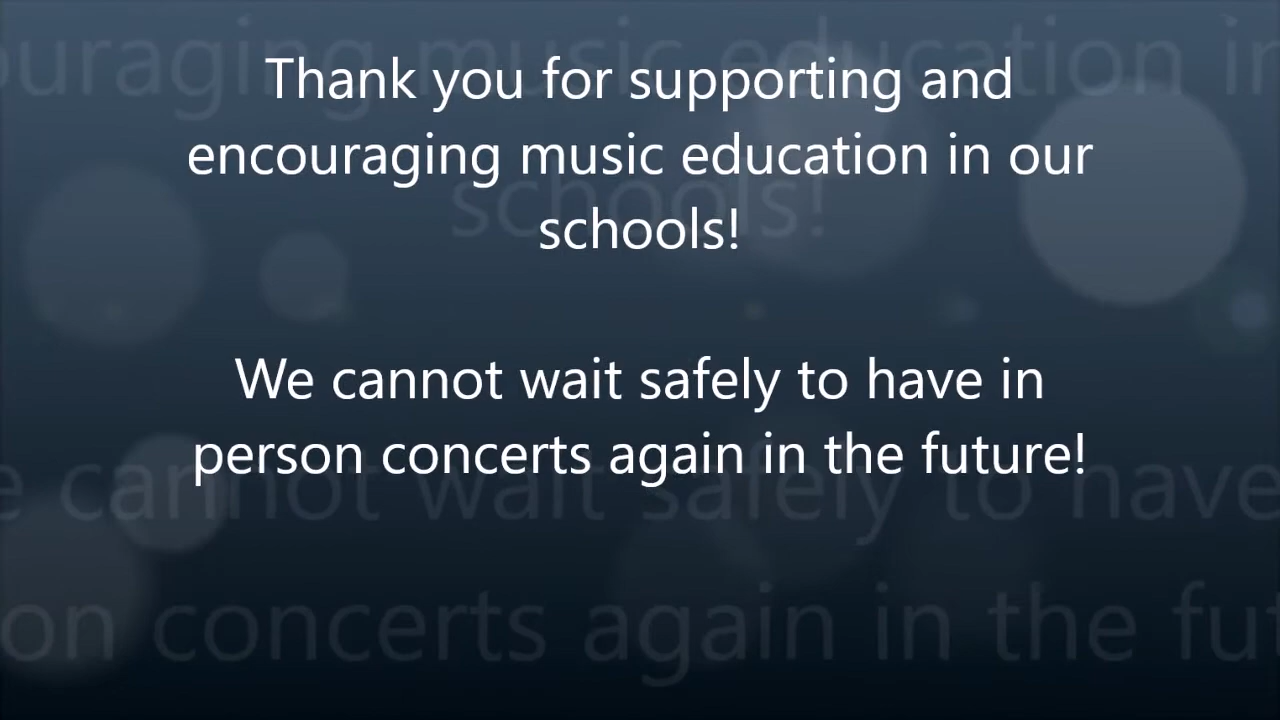 Thank you for supporting and
encouraging music education in our
schools!
We cannot wait safely to have in
person concerts again in the future!